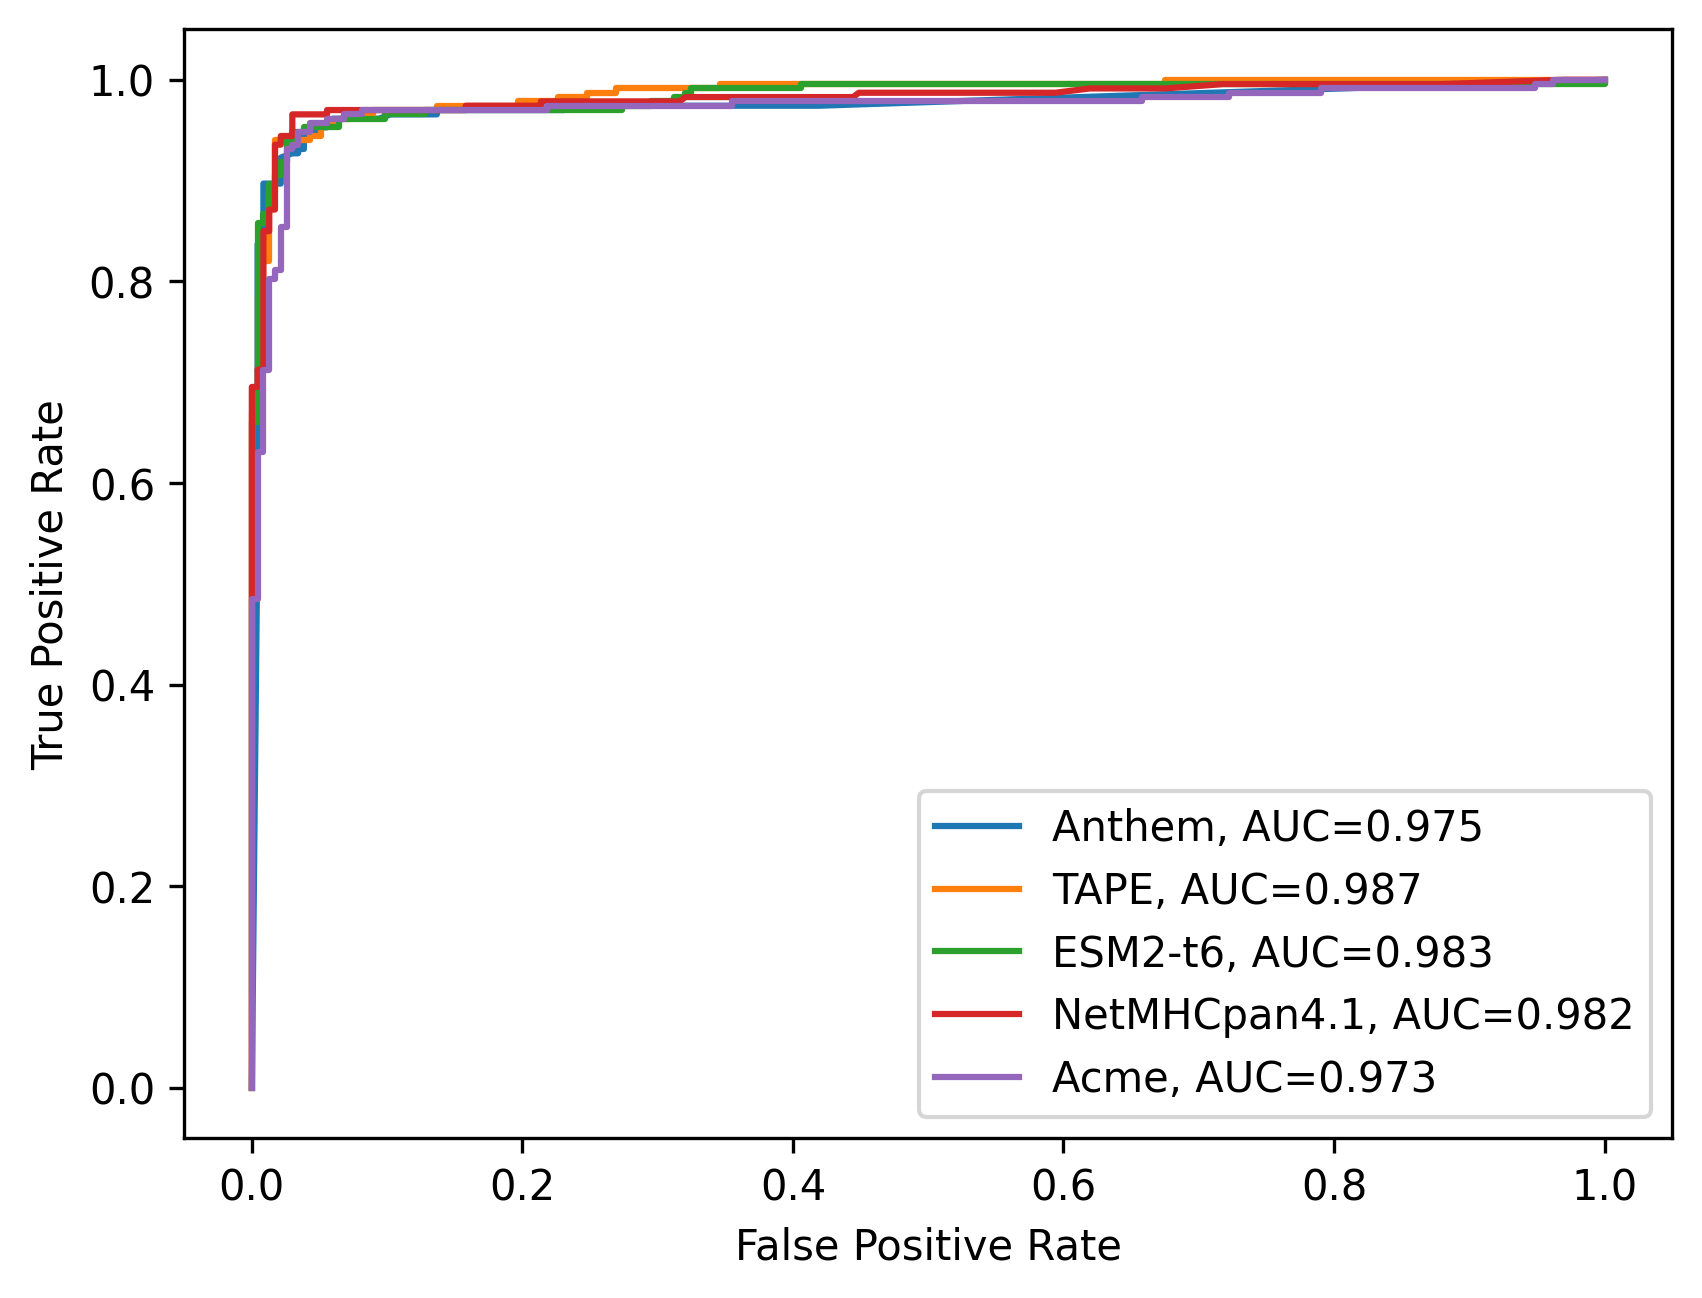 1.0
0.8
0.6
0.4
0.2
0.0
True Positive Rate
Anthem, AUC=0.975
TAPE, AUC=0.987
ESM2-t6, AUC=0.983
NetMHCpan4.1, AUC=0.982
Acme, AUC=0.973
0.0 0.2 0.4 0.6 0.8 1.0
False Positive Rate